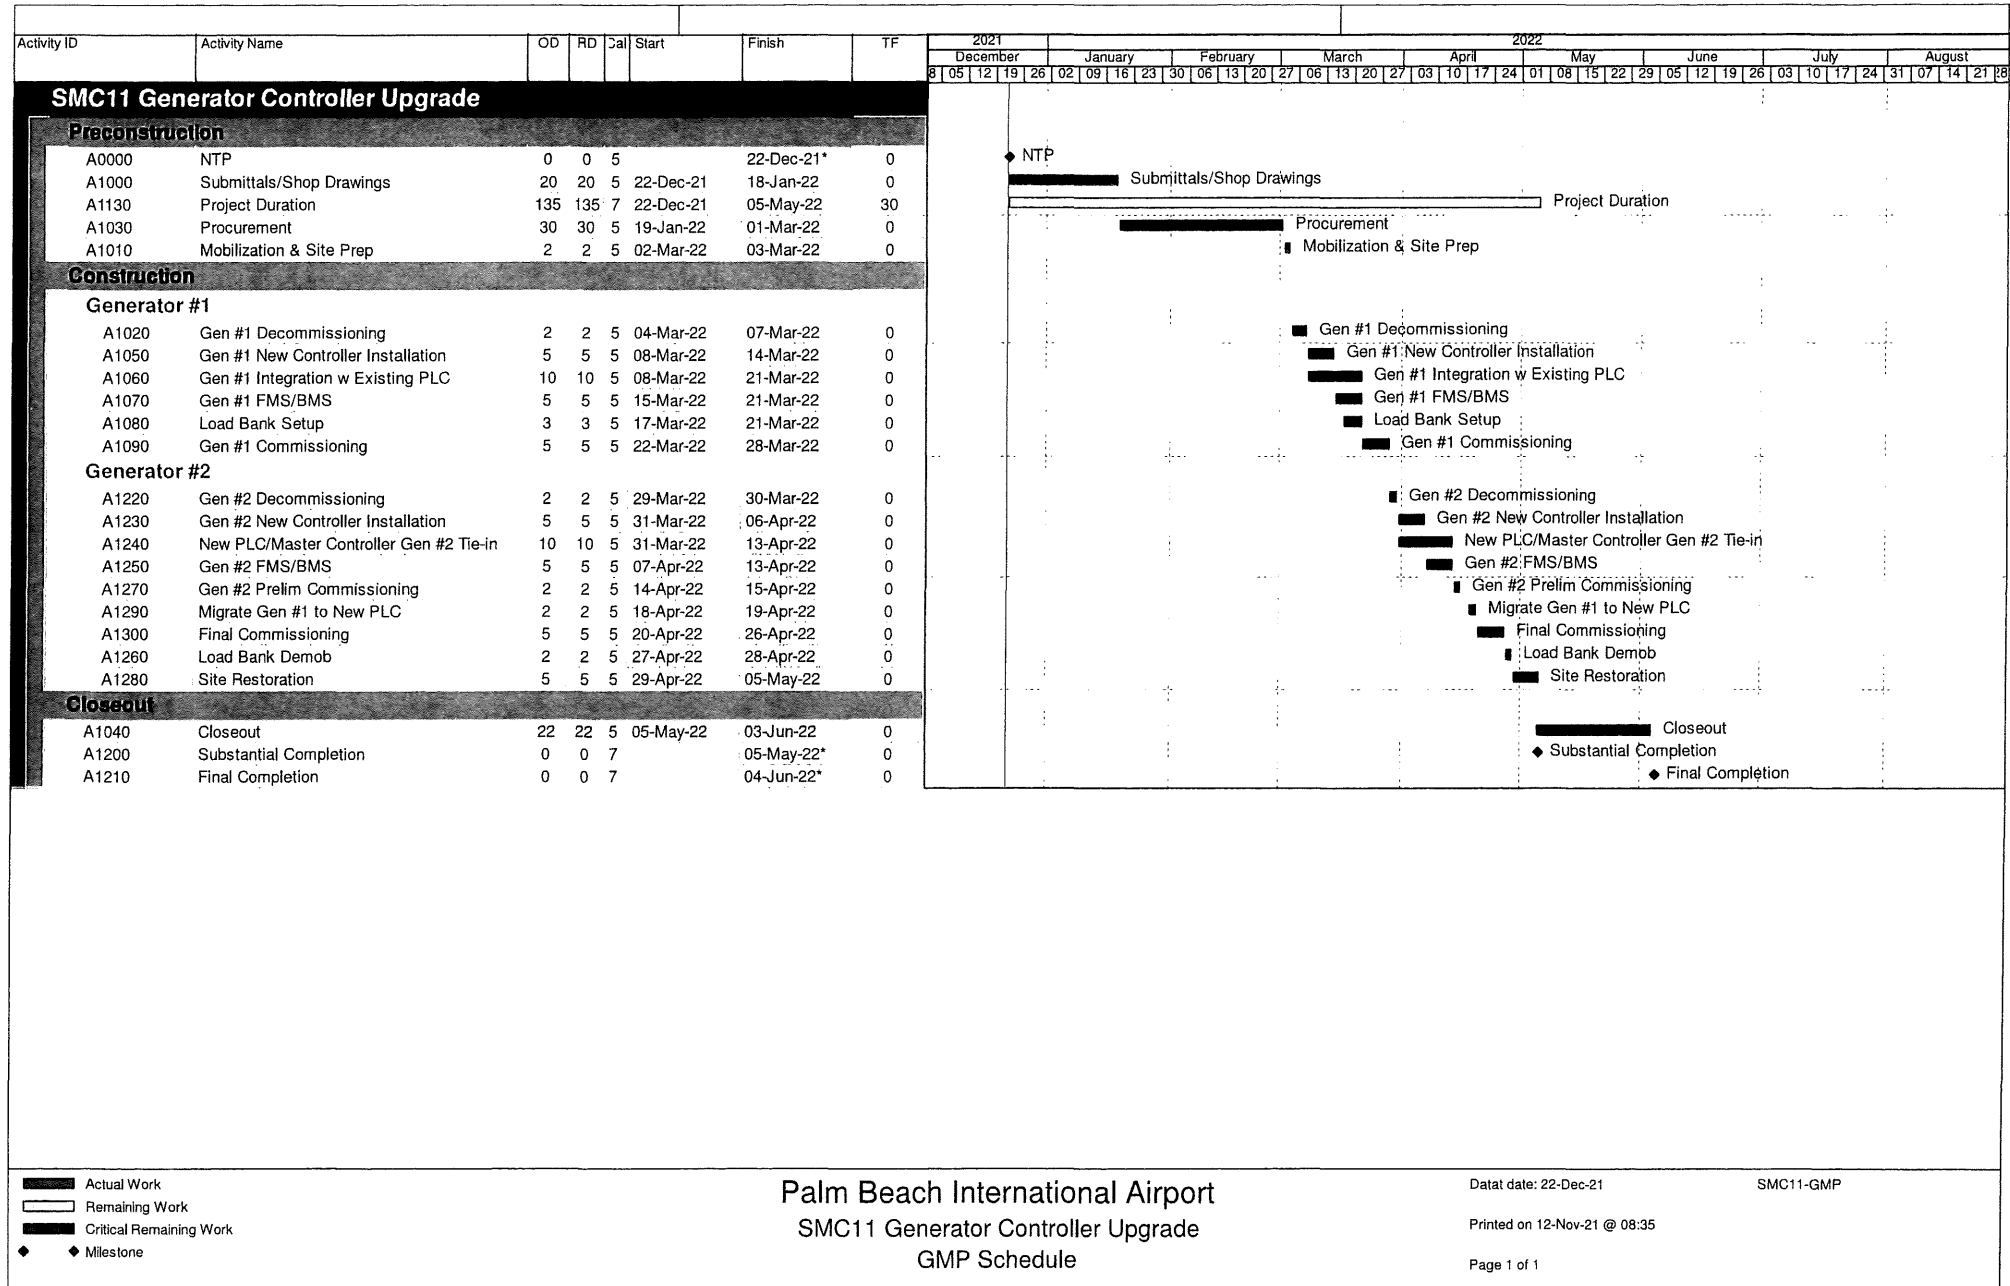 Activity ID Activity Name OD RD Cal Start Finish TF
2021 2022
December January February March April May June July August
8 05 12 19 26 02 09 16 23 30 06 13 20 27 06 13 20 27 03 10 17 24 01 08 15 22 29 05 12 19 26 03 10 17 24 31 07 14 21 28
SMC11 Generator Controller Upgrade
Preconstruction
A0000 NTP 0 0 5 22-Dec-21* 0 NTP
A1000 Submittals/Shop Drawings 20 20 5 22-Dec-21 18-Jan-22 0 Submittals/Shop Drawings
A1130 Project Duration 135 135 7 22-Dec-21 05-May-22 30 Project Duration
A1030 Procurement 30 30 5 19-Jan-22 01-Mar-22 0 Procurement
A1010 Mobilization & Site Prep 2 2 5 02-Mar-22 03-Mar-22 0 Mobilization & Site Prep
Construction
Generator #1
A1020 Gen #1 Decommissioning 2 2 5 04-Mar-22 07-Mar-22 0 Gen #1 Decommissioning
A1050 Gen #1 New Controller Installation 5 5 5 08-Mar-22 14-Mar-22 0 Gen #1 New Controller Installation
A1060 Gen #1 Integration w Existing PLC 10 10 5 08-Mar-22 21-Mar-22 0 Gen #1 Integration w Existing PLC
A1070 Gen #1 FMS/BMS 5 5 5 15-Mar-22 21-Mar-22 0 Gen #1 FMS/BMS
A1080 Load Bank Setup 3 3 5 17-Mar-22 21-Mar-22 0 Load Bank Setup
A1090 Gen #1 Commissioning 5 5 5 22-Mar-22 28-Mar-22 0 Gen #1 Commissioning
Generator #2
A1220 Gen #2 Decommissioning 2 2 5 29-Mar-22 30-Mar-22 0 Gen #2 Decommissioning
A1230 Gen #2 New Controller Installation 5 5 5 31-Mar-22 06-Apr-22 0 Gen #2 New Controller Installation
A1240 New PLC/Master Controller Gen #2 Tie-in 10 10 5 31-Mar-22 13-Apr-22 0 New PLC/Master Controller Gen #2 Tie-in
A1250 Gen #2 FMS/BMS 5 5 5 07-Apr-22 13-Apr-22 0 Gen #2 FMS/BMS
A1270 Gen #2 Prelim Commissioning 2 2 5 14-Apr-22 15-Apr-22 0 Gen #2 Prelim Commissioning
A1290 Migrate Gen #1 to New PLC 2 2 5 18-Apr-22 19-Apr-22 0 Migrate Gen #1 to New PLC
A1300 Final Commissioning 5 5 5 20-Apr-22 26-Apr-22 0 Final Commissioning
A1260 Load Bank Demob 2 2 5 27-Apr-22 28-Apr-22 0 Load Bank Demob
A1280 Site Restoration 5 5 5 29-Apr-22 05-May-22 0 Site Restoration
Closeout
A1040 Closeout 22 22 5 05-May-22 03-Jun-22 0 Closeout
A1200 Substantial Completion 0 0 7 05-May-22* 0 Substantial Completion
A1210 Final Completion 0 0 7 04-Jun-22* 0 Final Completion
Actual Work
Remaining Work
Critical Remaining Work
Milestone
Palm Beach International Airport
SMC11 Generator Controller Upgrade
GMP Schedule
Datat date: 22-Dec-21 SMC11-GMP
Printed on 12-Nov-21 @ 08:35
Page 1 of 1